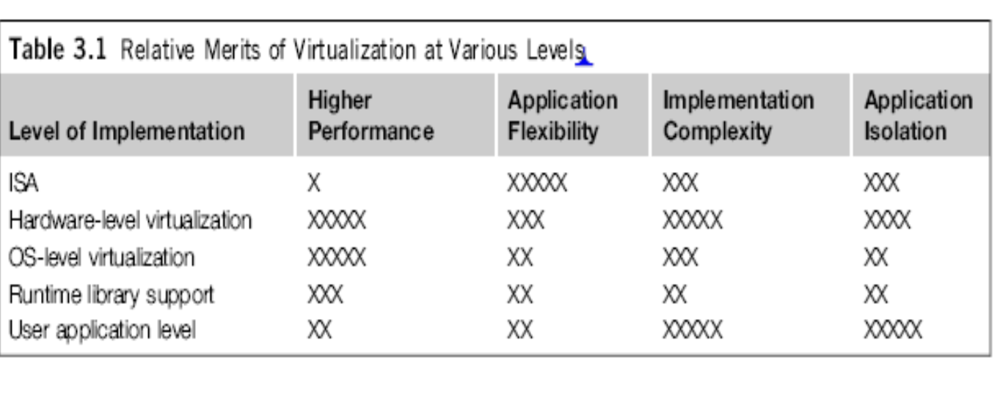 Table 3.1 Relative Merits of Virtualization at Various Levels
Level of Implementation Higher Performance Application Flexibility Implementation Complexity Application Isolation
ISA X XXXXX XXX XXX
Hardware-level virtualization XXXXX XXX XXXXX XXXX
OS-level virtualization XXXXX XX XXX XX
Runtime library support XXX XX XX XX
User application level XX XX XXXXX XXXXX